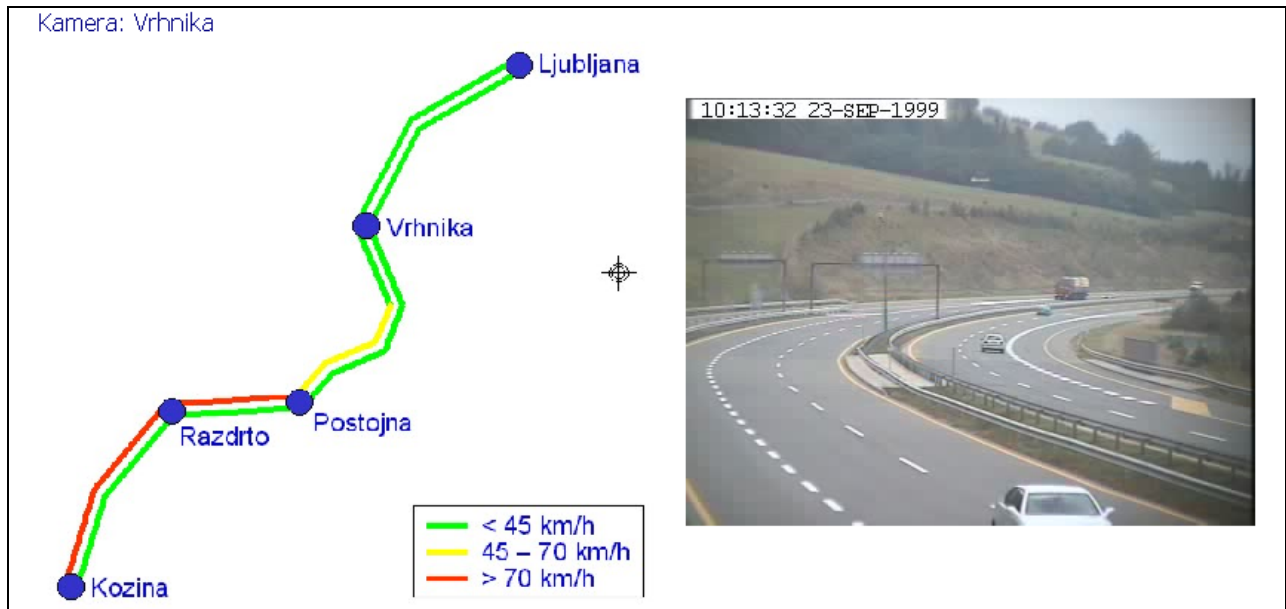 Kamera: Vrhnika
Ljubljana
10:13:32 23-SEP-1999
Vrhnika
Postojna
Razdrto
< 45 km/h
45 – 70 km/h
> 70 km/h
Kozina